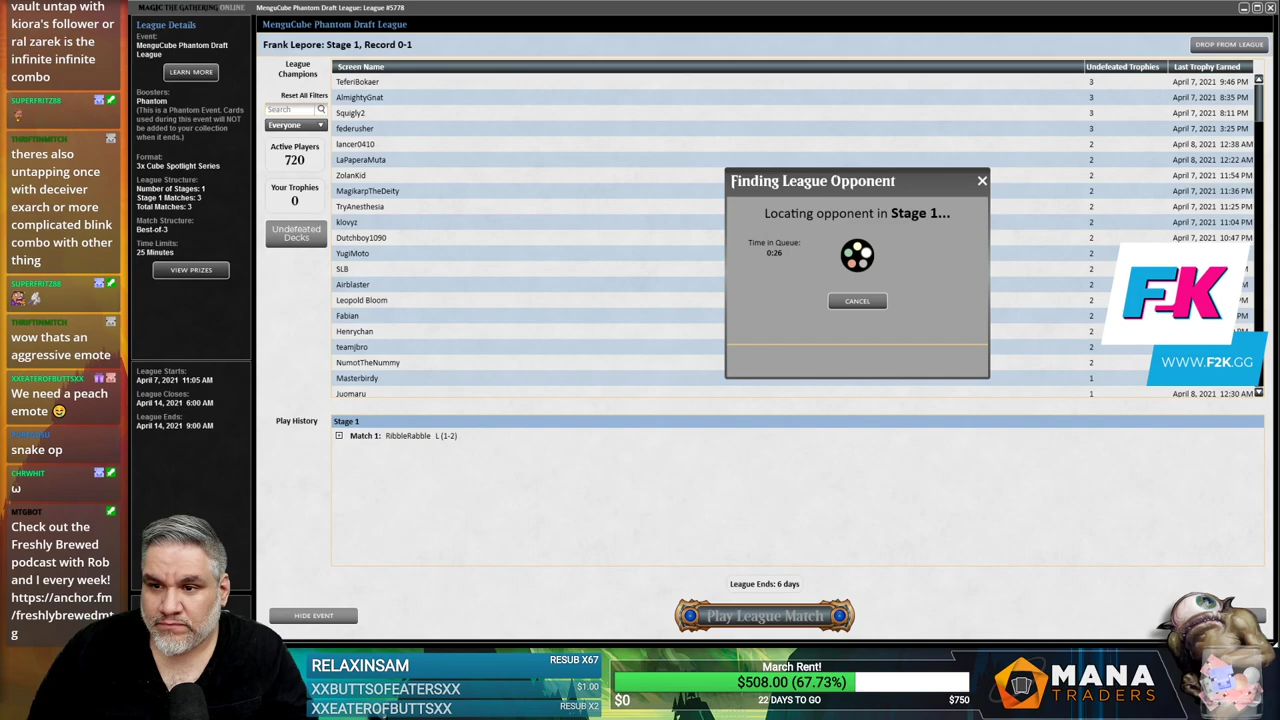 vault untap with
kiora's follower or
ral zarek is the
infinite infinite
combo
SUPERFRITZ88
THRIFTINMITCH
theres also
untapping once
with deceiver
exarch or more
complicated blink
combo with other
thing
SUPERFRITZ88
THRIFTINMITCH
wow thats an
aggressive emote
XXEATEROFBUTTSXX
We need a peach
emote 😉
snake op
CHRWHIT
ω
MTGBOT
Check out the
Freshly Brewed
podcast with Rob
and I every week!
https://anchor.fm
/freshlybrewedmt
g
MAGIC THE GATHERING ONLINE
MenguCube Phantom Draft League: League #5778
League Details
Event:
MenguCube Phantom Draft
League
LEARN MORE
Boosters:
Phantom
(This is a Phantom Event. Cards
used during this event will NOT
be added to your collection
when it ends.)
Format:
3x Cube Spotlight Series
League Structure:
Number of Stages: 1
Stage 1 Matches: 3
Total Matches: 3
Match Structure:
Best-of-3
Time Limits:
25 Minutes
VIEW PRIZES
League Starts:
April 7, 2021 11:05 AM
League Closes:
April 14, 2021 6:00 AM
League Ends:
April 14, 2021 9:00 AM
MenguCube Phantom Draft League
Frank Lepore: Stage 1, Record 0-1
DROP FROM LEAGUE
League
Champions
Reset All Filters
Search
Everyone
Active Players
720
Your Trophies
0
Undefeated
Decks
Screen Name Undefeated Trophies Last Trophy Earned
TeferiBokaer 3 April 7, 2021 9:46 PM
AlmightyGnat 3 April 7, 2021 8:35 PM
Squigly2 3 April 7, 2021 8:11 PM
federusher 3 April 7, 2021 3:25 PM
lancer0410 2 April 8, 2021 12:38 AM
LaPaperaMuta 2 April 8, 2021 12:22 AM
ZolanKid 2 April 7, 2021 11:54 PM
MagikarpTheDeity 2 April 7, 2021 11:36 PM
TryAnesthesia 2 April 7, 2021 11:25 PM
klovyz 2 April 7, 2021 11:04 PM
Dutchboy1090 2 April 7, 2021 10:47 PM
YugiMoto 2
SLB 2
Airblaster 2
Leopold Bloom 2
Fabian 2
Henrychan 2
teamjbro 2
NumotTheNummy 2
Masterbirdy 1
Juomaru 1 April 8, 2021 12:30 AM
Finding League Opponent
Locating opponent in Stage 1...
Time in Queue:
0:26
CANCEL
F2K
WWW.F2K.GG
Play History
Stage 1
Match 1: RibbleRabble L (1-2)
League Ends: 6 days
HIDE EVENT
Play League Match
RELAXINSAM RESUB X67
XXBUTTSOFEATERSXX $1.00
XXEATEROFBUTTSXX RESUB X2
March Rent!
$508.00 (67.73%)
$0 22 DAYS TO GO $750
MANA
TRADERS